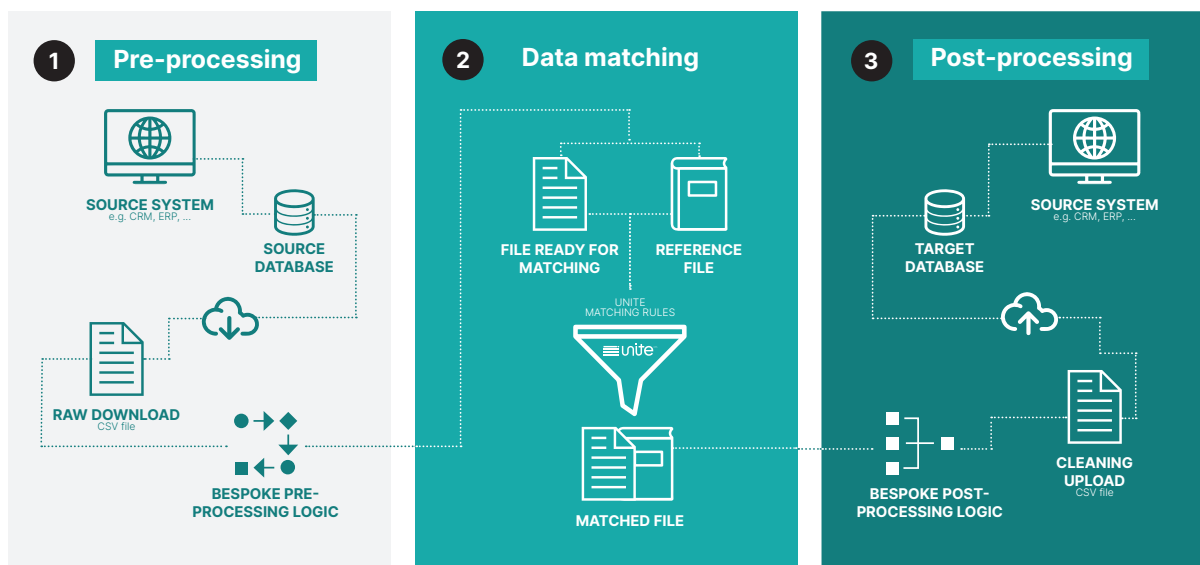 1
Pre-processing
SOURCE SYSTEM
e.g. CRM, ERP, ...
SOURCE
DATABASE
RAW DOWNLOAD
CSV file
BESPOKE PRE-
PROCESSING LOGIC
2
Data matching
FILE READY FOR
MATCHING
REFERENCE
FILE
UNITE
MATCHING RULES
unite
MATCHED FILE
3
Post-processing
SOURCE SYSTEM
e.g. CRM, ERP, ...
TARGET
DATABASE
CLEANING
UPLOAD
CSV file
BESPOKE POST-
PROCESSING LOGIC